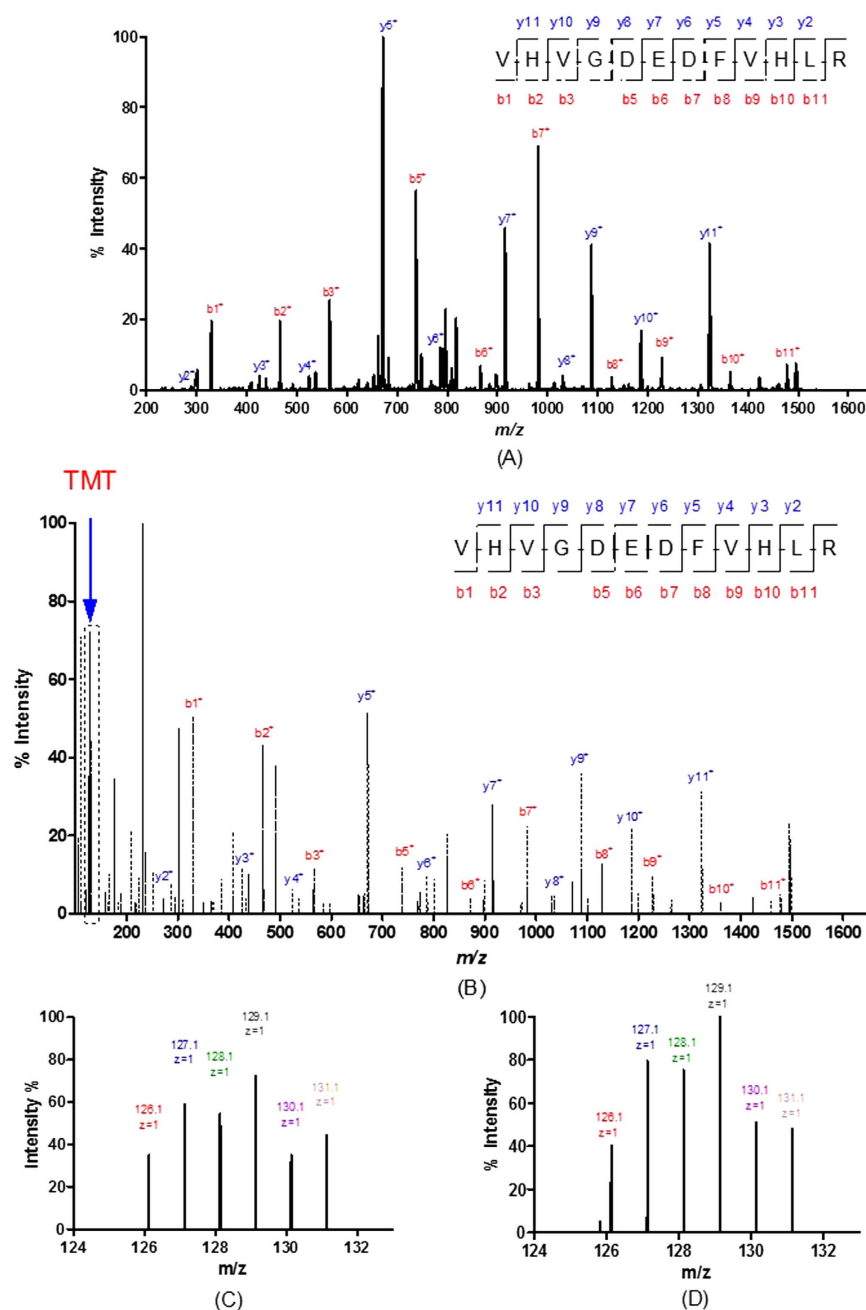 y11 y10 y9 y8 y7 y6 y5 y4 y3 y2
V H V G D E D F V H L R
b1 b2 b3 b5 b6 b7 b8 b9 b10 b11
% Intensity
100
80
60
40
20
0
y5+
b7+
b5+
y7+
y9+
y11+
b3+
b1+
b2+
y10+
y6+
b9+
b6+
y8+
b8+
b10+
b11+
y2+
y3+
y4+
200 300 400 500 600 700 800 900 1000 1100 1200 1300 1400 1500 1600
m/z
(A)
TMT
y11 y10 y9 y8 y7 y6 y5 y4 y3 y2
V H V G D E D F V H L R
b1 b2 b3 b5 b6 b7 b8 b9 b10 b11
% Intensity
100
80
60
40
20
0
b1+
b2+
y5+
y7+
y9+
y11+
b7+
y10+
b3+
b5+
y6+
b8+
b9+
y2+
y3+
y4+
b6+
y8+
b10+
b11+
200 300 400 500 600 700 800 900 1000 1100 1200 1300 1400 1500 1600
m/z
(B)
Intensity %
100
80
60
40
20
0
126.1
z=1
127.1
z=1
128.1
z=1
129.1
z=1
130.1
z=1
131.1
z=1
124 126 128 130 132
m/z
(C)
% Intensity
100
80
60
40
20
0
126.1
z=1
127.1
z=1
128.1
z=1
129.1
z=1
130.1
z=1
131.1
z=1
124 126 128 130 132
m/z
(D)